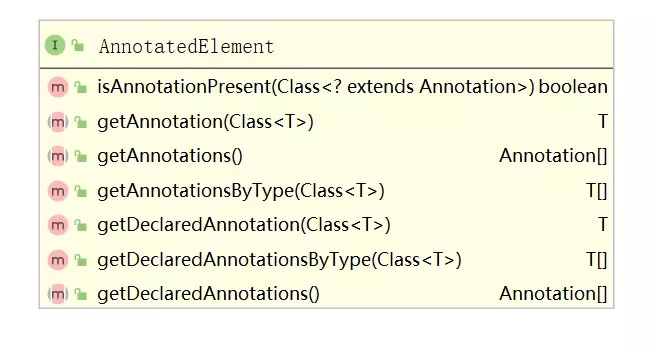 I AnnotatedElement
m isAnnotationPresent(Class<? extends Annotation>) boolean
(m) getAnnotation(Class<T>) T
(m) getAnnotations() Annotation[]
m getAnnotationsByType(Class<T>) T[]
m getDeclaredAnnotation(Class<T>) T
m getDeclaredAnnotationsByType(Class<T>) T[]
(m) getDeclaredAnnotations() Annotation[]